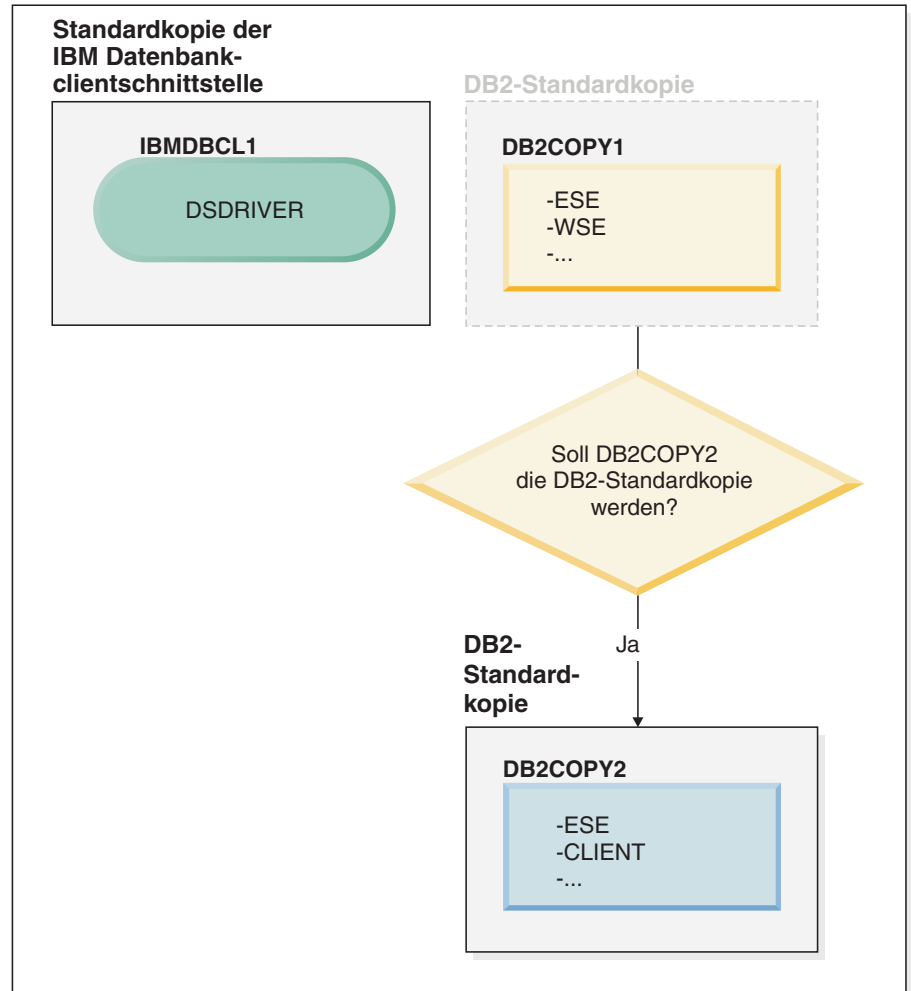 Standardkopie der
IBM Datenbank-
clientschnittstelle
IBMDBCL1
DSDRIVER
DB2-Standardkopie
DB2COPY1
-ESE
-WSE
-...
Soll DB2COPY2
die DB2-Standardkopie
werden?
Ja
DB2-
Standard-
kopie
DB2COPY2
-ESE
-CLIENT
-...